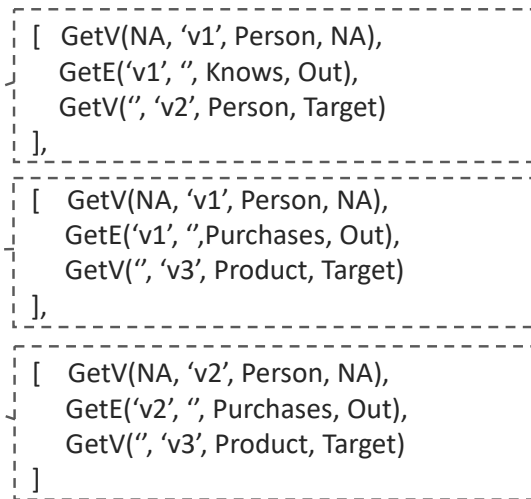 [ GetV(NA, ‘v1’, Person, NA),
GetE(‘v1’, ‘’, Knows, Out),
GetV(‘’, ‘v2’, Person, Target)
],
[ GetV(NA, ‘v1’, Person, NA),
GetE(‘v1’, ‘’,Purchases, Out),
GetV(‘’, ‘v3’, Product, Target)
],
[ GetV(NA, ‘v2’, Person, NA),
GetE(‘v2’, ‘’, Purchases, Out),
GetV(‘’, ‘v3’, Product, Target)
]